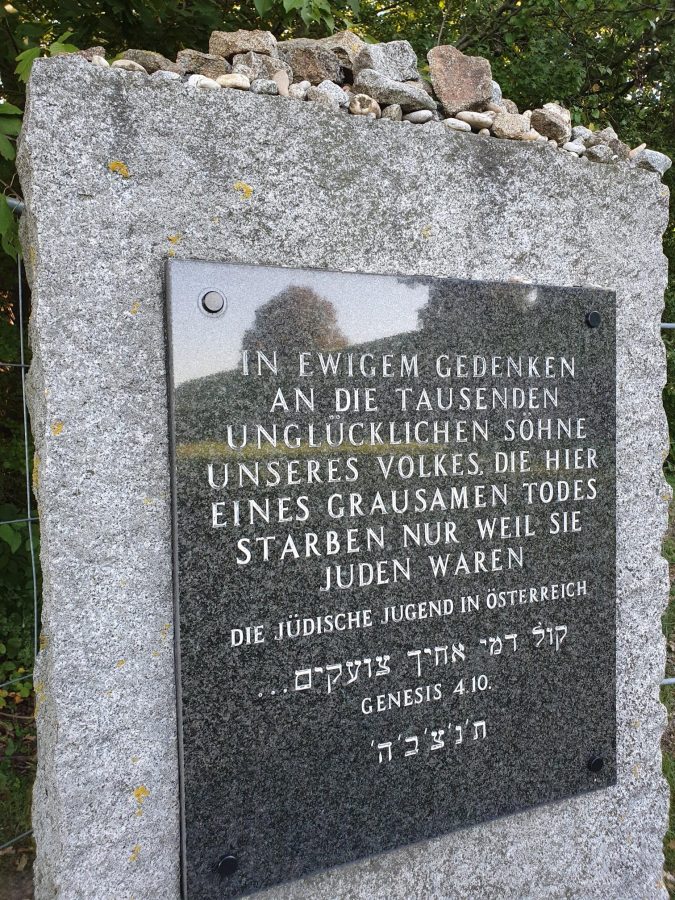 IN EWIGEM GEDENKEN
AN DIE TAUSENDEN
UNGLÜCKLICHEN SÖHNE
UNSERES VOLKES, DIE HIER
EINES GRAUSAMEN TODES
STARBEN NUR WEIL SIE
JUDEN WAREN
DIE JÜDISCHE JUGEND IN ÖSTERREICH
קול דמי אחיך צועקים...
GENESIS 4.10.
ת'נ'צ'ב'ה'